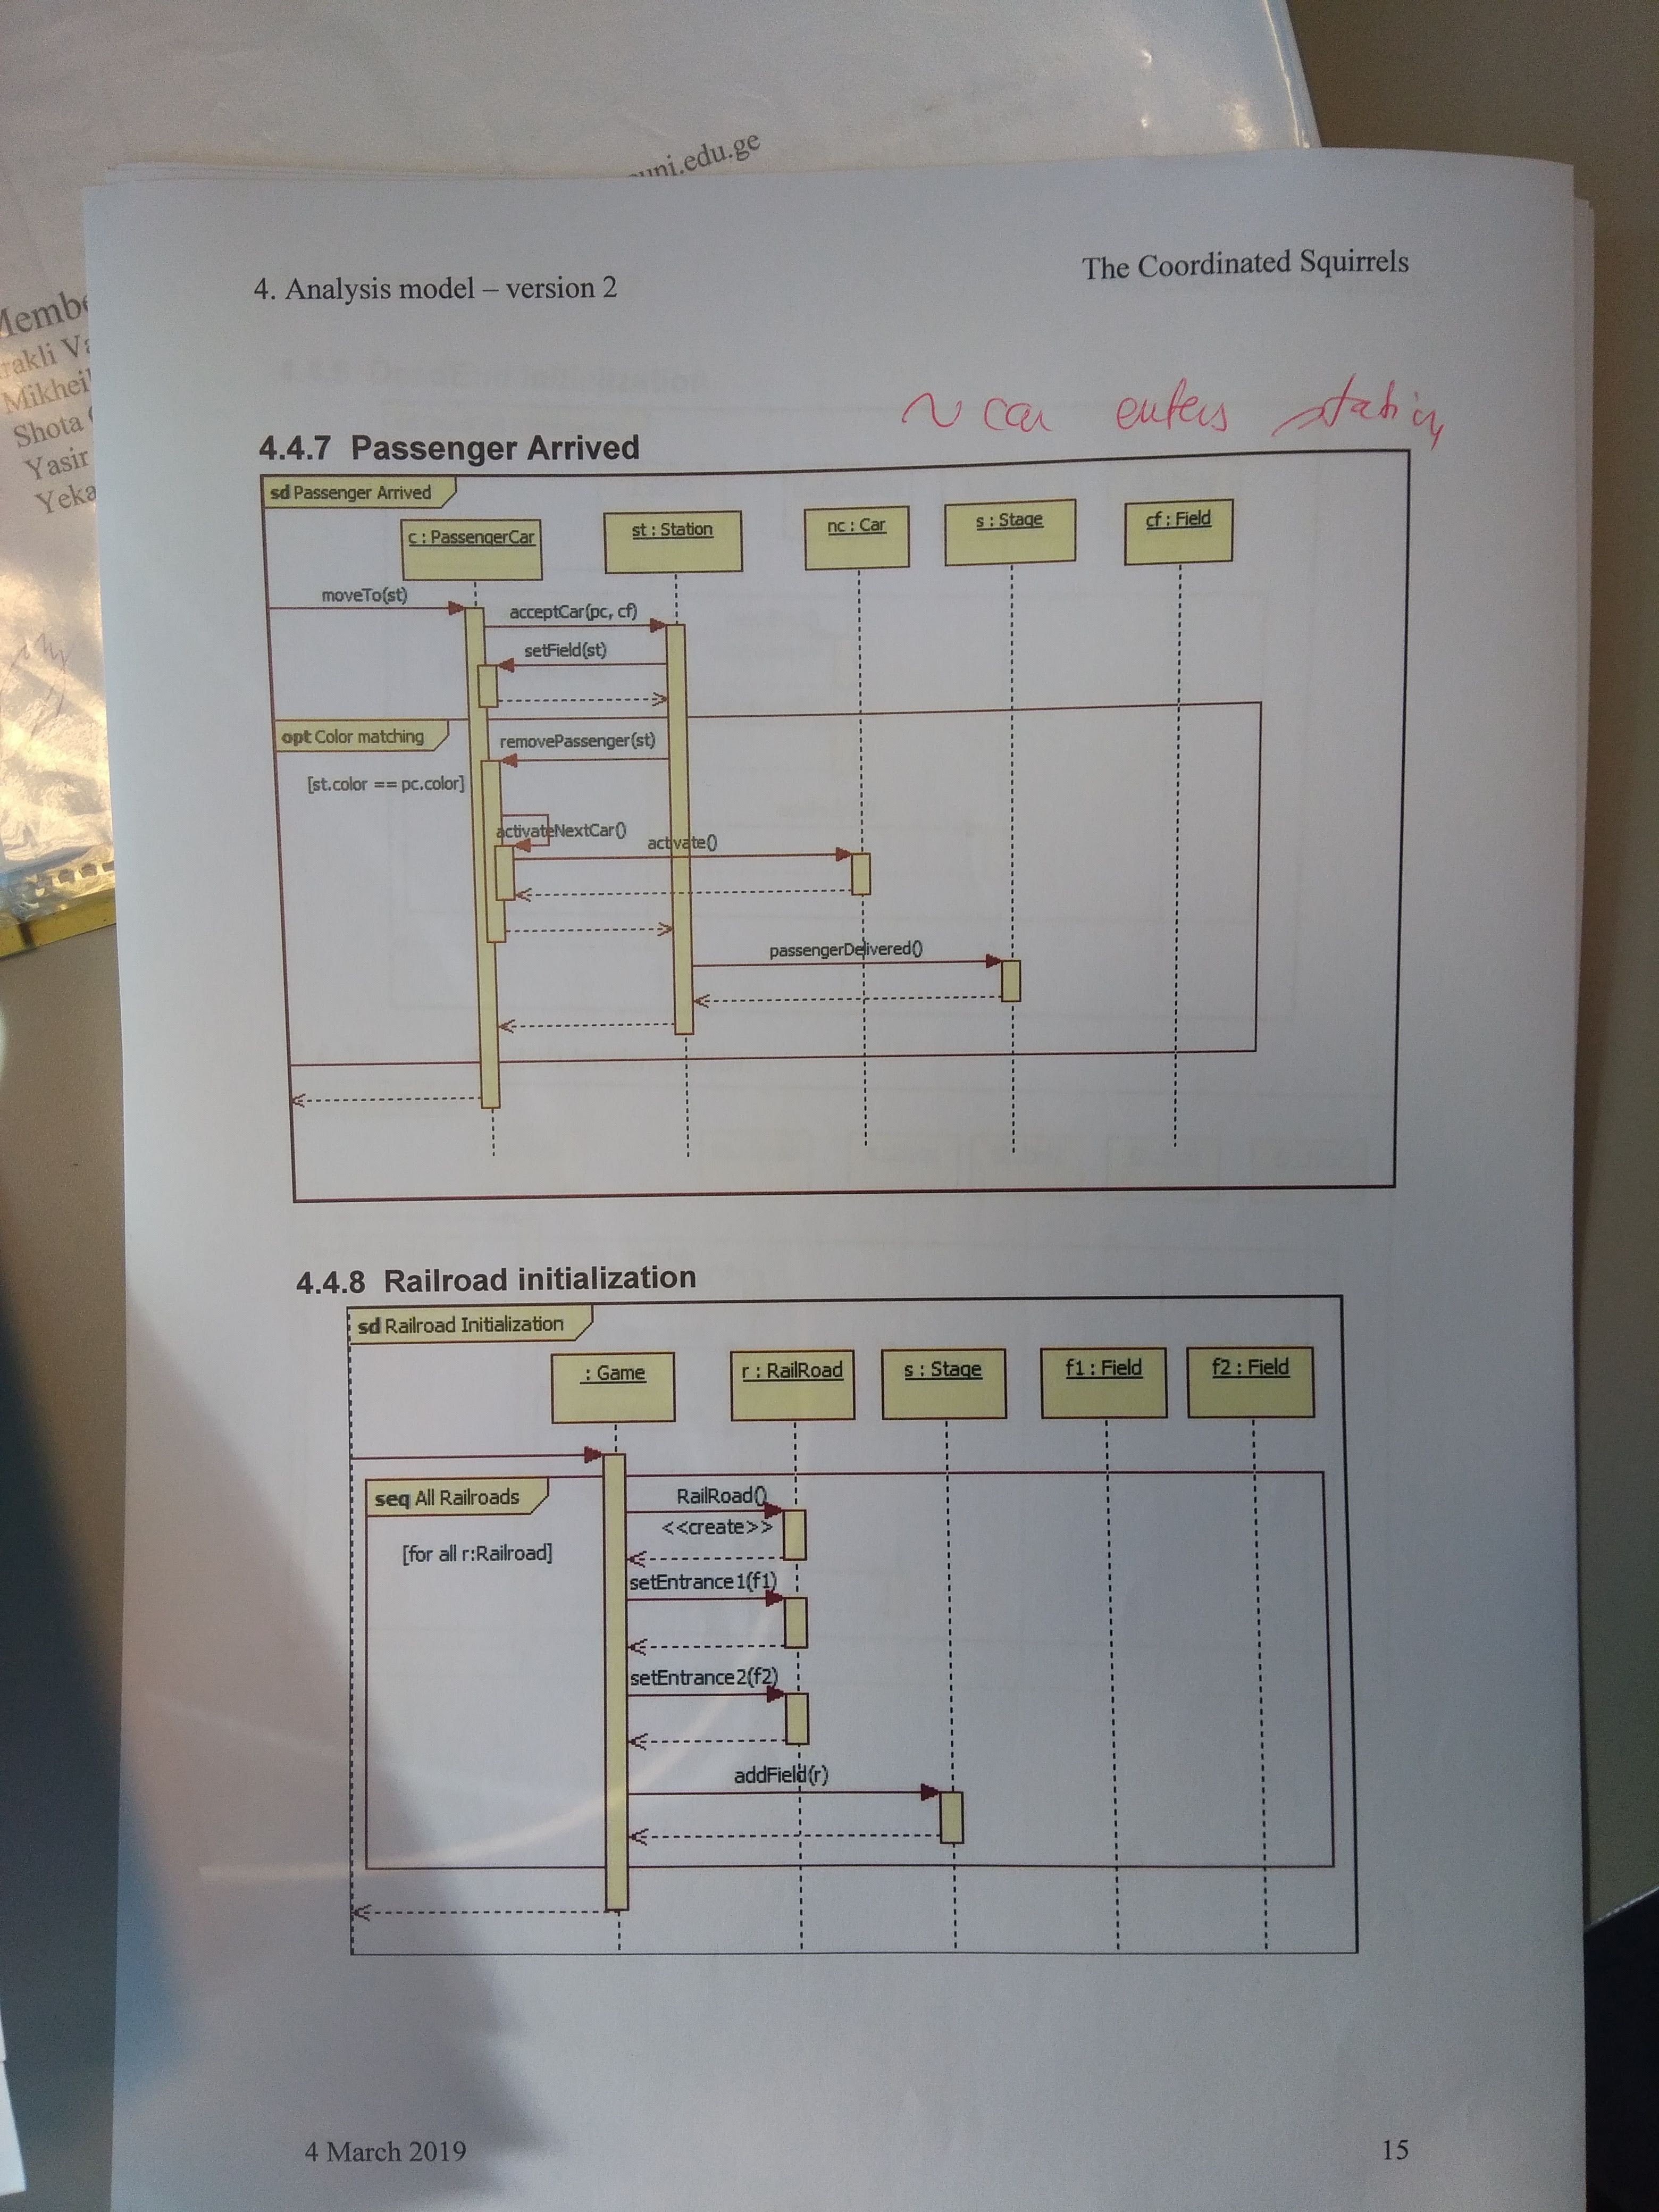 uni.edu.ge
rakli
Mikheil
Shota
Yasir
4. Analysis model – version 2
The Coordinated Squirrels
~ car enters station
4.4.7 Passenger Arrived
sd Passenger Arrived
c : PassengerCar
st : Station
nc : Car
s : Stage
cf : Field
moveTo(st)
acceptCar(pc, cf)
setField(st)
opt Color matching
removePassenger(st)
[st.color == pc.color]
activateNextCar()
activate()
passengerDelivered()
4.4.8 Railroad initialization
sd Railroad Initialization
: Game
r : RailRoad
s : Stage
f1 : Field
f2 : Field
seq All Railroads
RailRoad()
<<create>>
[for all r:Railroad]
setEntrance1(f1)
setEntrance2(f2)
addField(r)
4 March 2019
15